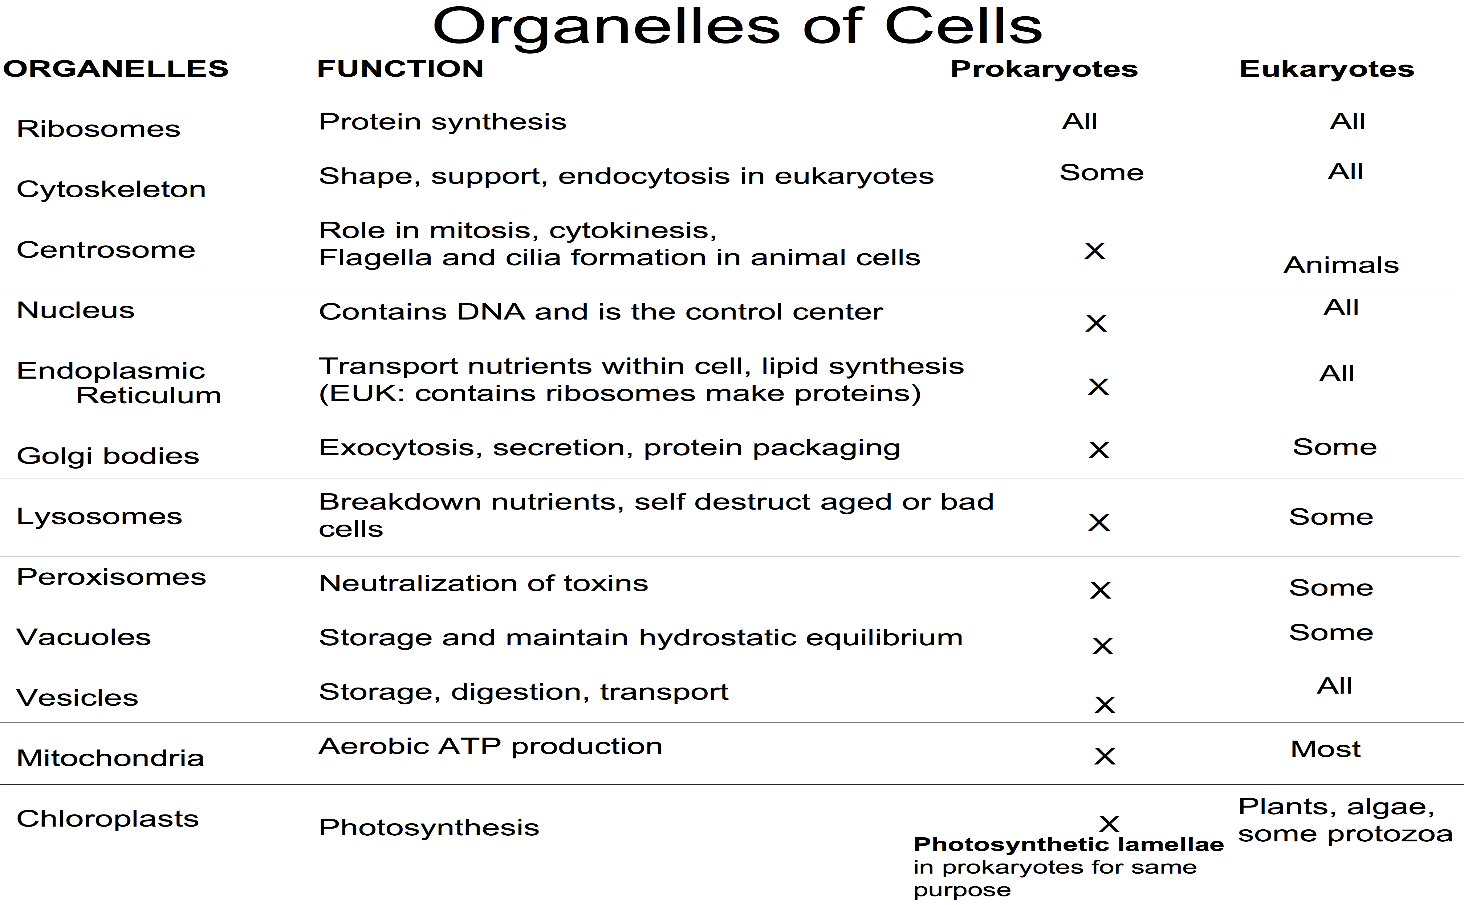 Organelles of Cells
ORGANELLES FUNCTION Prokaryotes Eukaryotes
Ribosomes Protein synthesis All All
Cytoskeleton Shape, support, endocytosis in eukaryotes Some All
Role in mitosis, cytokinesis,
Centrosome Flagella and cilia formation in animal cells X Animals
Nucleus Contains DNA and is the control center X All
Endoplasmic Transport nutrients within cell, lipid synthesis All
Reticulum (EUK: contains ribosomes make proteins) X
Golgi bodies Exocytosis, secretion, protein packaging X Some
Lysosomes Breakdown nutrients, self destruct aged or bad X Some
cells
Peroxisomes Neutralization of toxins X Some
Vacuoles Storage and maintain hydrostatic equilibrium X Some
Vesicles Storage, digestion, transport X All
Mitochondria Aerobic ATP production X Most
Chloroplasts Photosynthesis X Plants, algae,
some protozoa
Photosynthetic lamellae
in prokaryotes for same
purpose